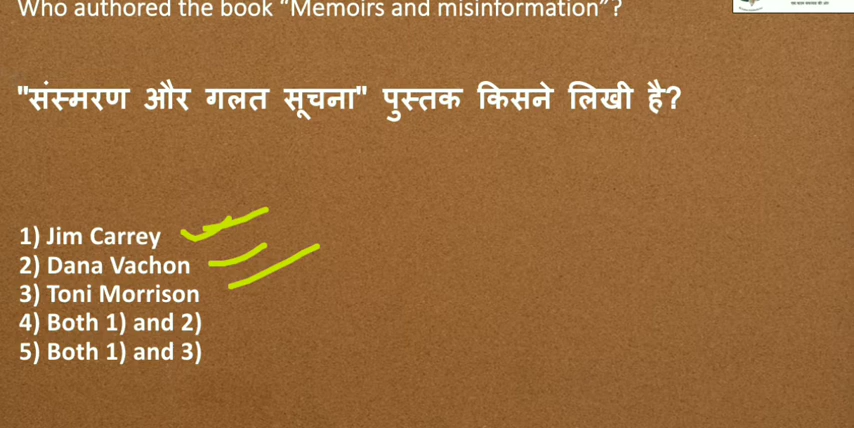 Who authored the book "Memoirs and misinformation"?
"संस्मरण और गलत सूचना" पुस्तक किसने लिखी है?
1) Jim Carrey
2) Dana Vachon
3) Toni Morrison
4) Both 1) and 2)
5) Both 1) and 3)